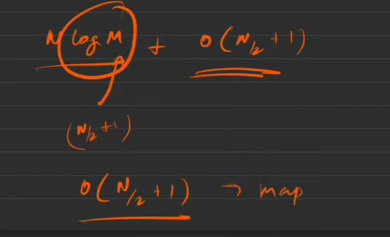 N log M + O(N/2 + 1)
(N/2 + 1)
O(N/2 + 1) → map